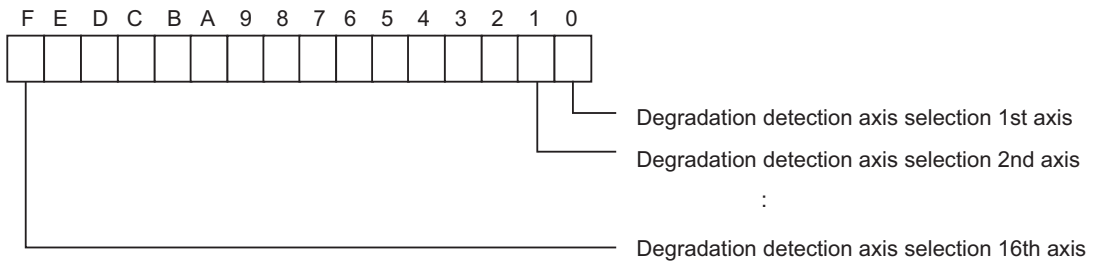 F E D C B A 9 8 7 6 5 4 3 2 1 0
Degradation detection axis selection 1st axis
Degradation detection axis selection 2nd axis
:
Degradation detection axis selection 16th axis